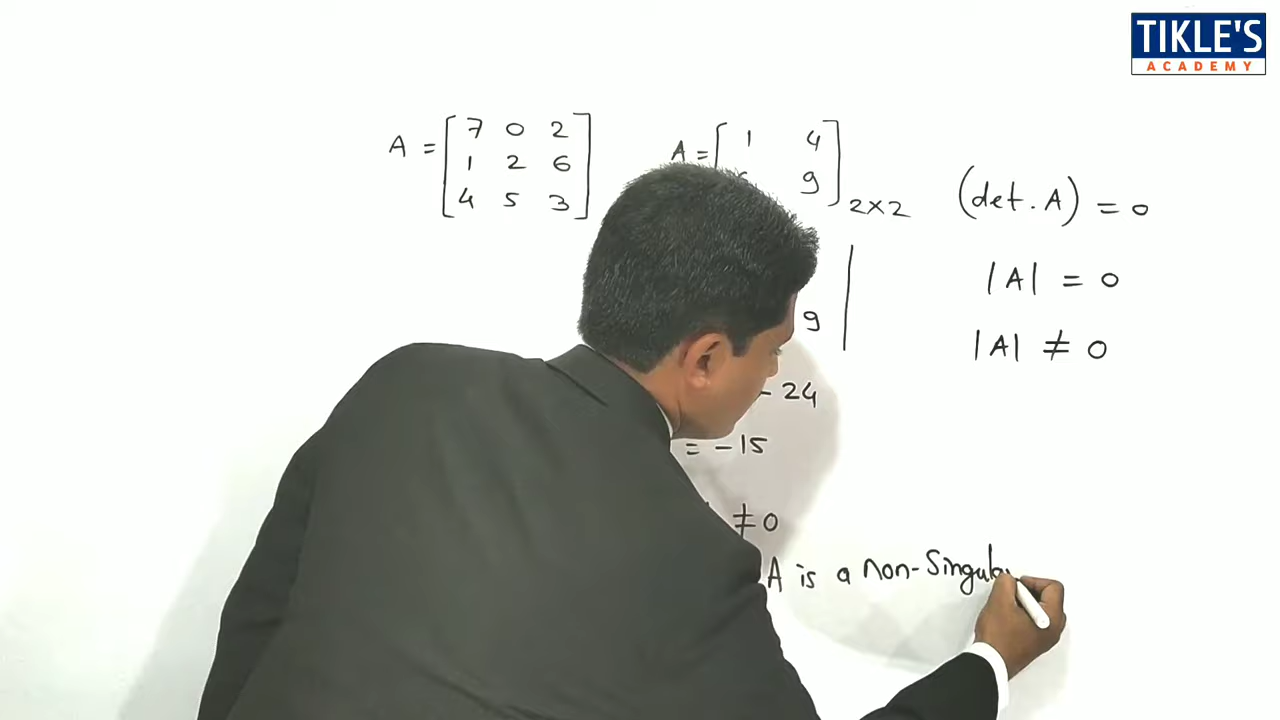 TIKLE'S
ACADEMY
A = [ 7 0 2
1 2 6
4 5 3 ]
A = [ 1 4
9 ] 2×2
(det. A) = 0
|A| = 0
|A| ≠ 0
9 |
- 24
= -15
≠ 0
A is a non-Singular